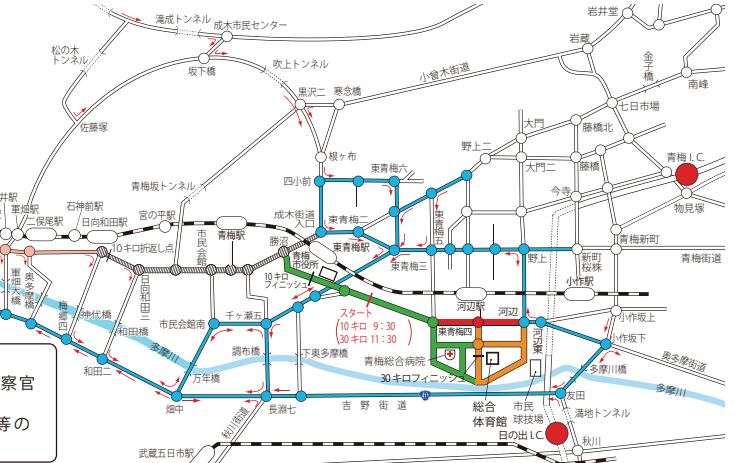 滝成トンネル
成木市民センター
岩井堂
松の木
トンネル
岩蔵
坂下橋
吹上トンネル
小曾木街道
金子橋
南峰
黒沢二
寒念橋
七日市場
佐藤塚
大門
藤橋北
野上二
根ヶ布
東青梅六
大門二
藤橋
青梅 I.C.
四小前
青梅坂トンネル
今寺
物見塚
井駅
軍畑駅
石神前駅
二俣尾駅
日向和田駅
宮の平駅
成木街道
入口
東青梅二
東青梅五
市民会館
青梅駅
勝沼
東青梅駅
青梅新町
10キロ折返し点
青梅
市役所
東青梅三
野上
新町
桜株
青梅街道
軍畑大橋
奥多摩橋
日向和田三
10キロ
フィニッシュ
小作駅
梅郷四
神代橋
和田橋
千ヶ瀬五
スタート
10キロ 9:30
30キロ 11:30
河辺駅
河辺
小作坂上
市民会館南
東青梅四
河辺東
小作坂下
多摩川
調布橋
下奥多摩橋
青梅総合病院
奥多摩街道
和田二
万年橋
30キロフィニッシュ
多摩川橋
多摩川
察官
畑中
長淵七
吉野街道
総合
体育館
市民
球技場
友田
満地トンネル
等の
秋川街道
日の出I.C.
秋川
武蔵五日市駅